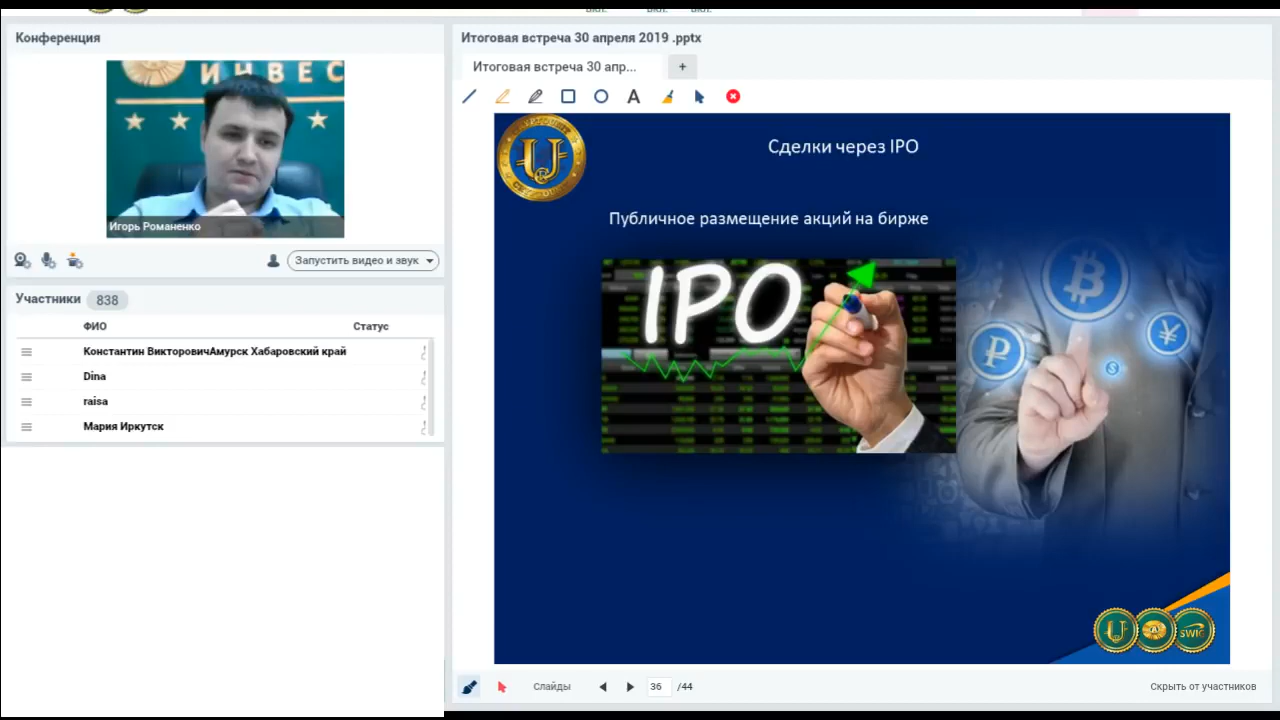 Конференция
ИНВЕС
Игорь Романенко
Запустить видео и звук
Участники 838
ФИО Статус
Константин ВикторовичАмурск Хабаровский край
Dina
raisa
Мария Иркутск
Итоговая встреча 30 апреля 2019 .pptx
Итоговая встреча 30 апр... +
A
Сделки через IPO
Публичное размещение акций на бирже
IPO
SWIG
Слайды 36 /44
Скрыть от участников